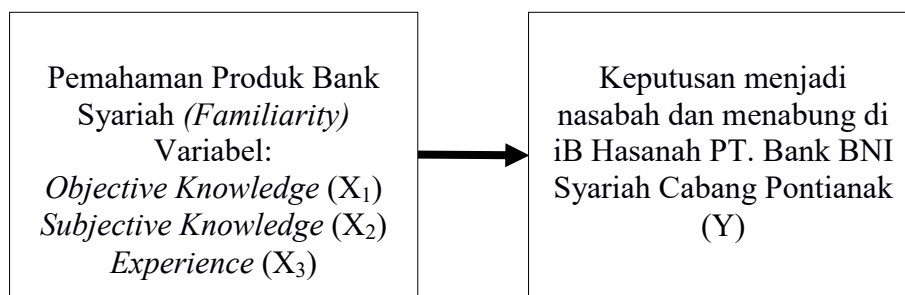 Pemahaman Produk Bank
Syariah (Familiarity)
Variabel:
Objective Knowledge (X₁)
Subjective Knowledge (X₂)
Experience (X₃)
Keputusan menjadi
nasabah dan menabung di
iB Hasanah PT. Bank BNI
Syariah Cabang Pontianak
(Y)